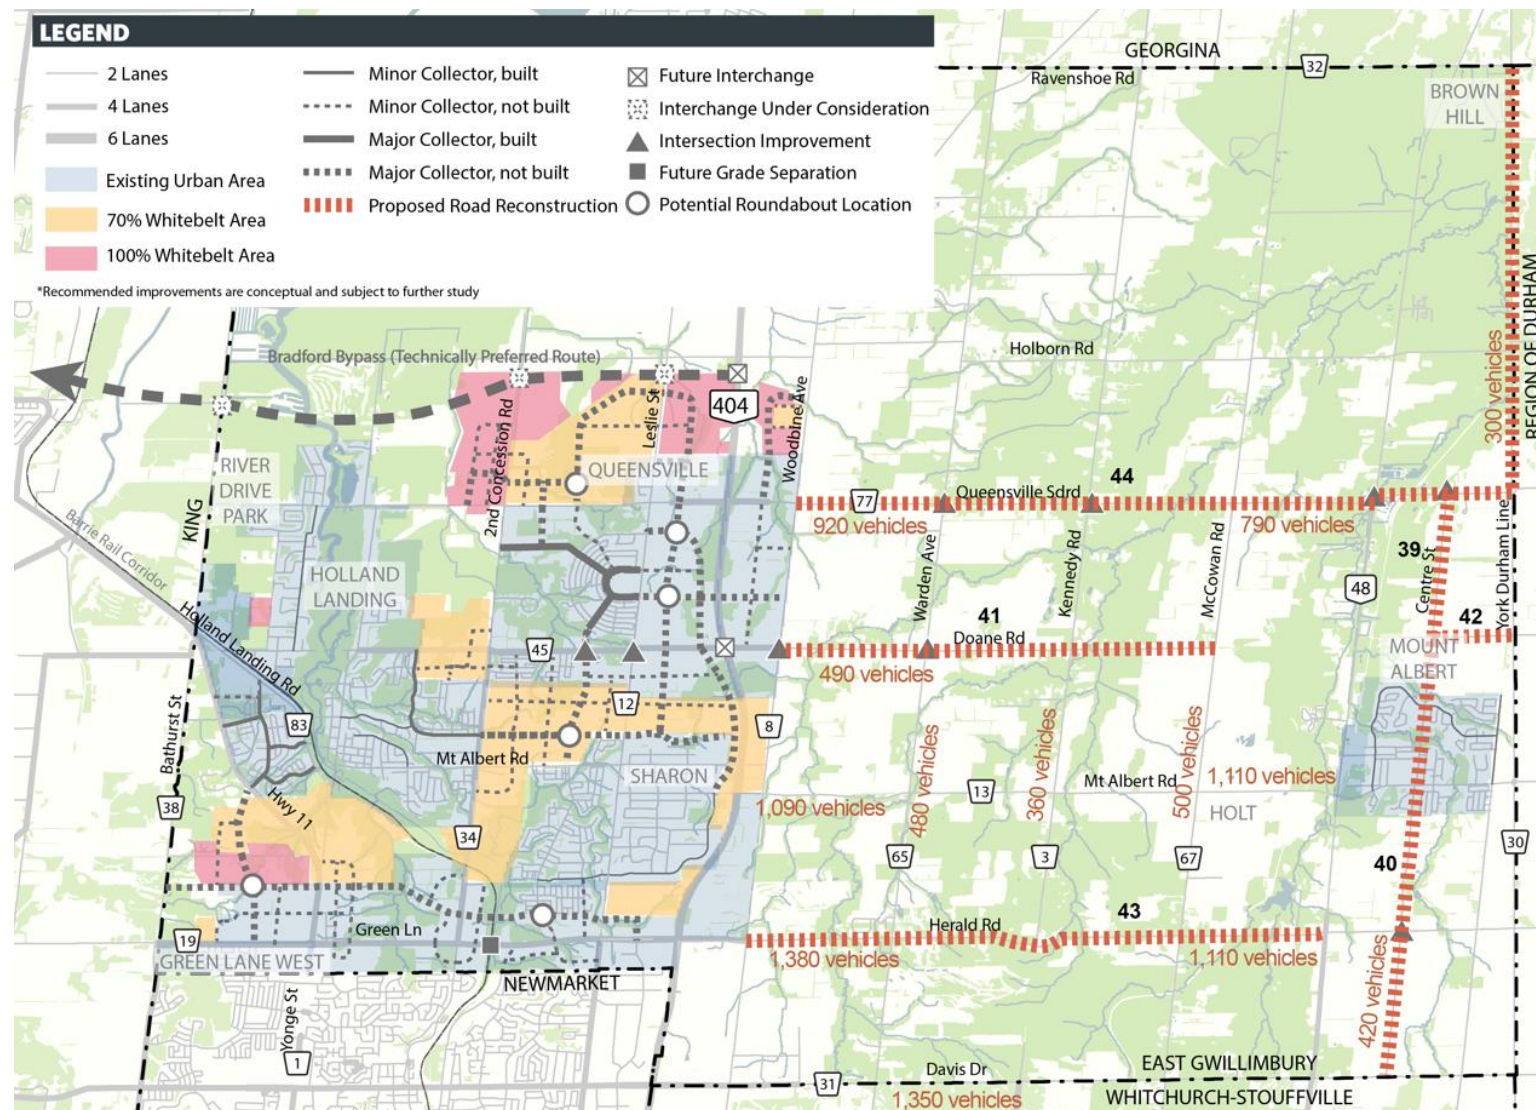 LEGEND
2 Lanes
4 Lanes
6 Lanes
Existing Urban Area
70% Whitebelt Area
100% Whitebelt Area
Minor Collector, built
Minor Collector, not built
Major Collector, built
Major Collector, not built
Proposed Road Reconstruction
Future Interchange
Interchange Under Consideration
Intersection Improvement
Future Grade Separation
Potential Roundabout Location
*Recommended improvements are conceptual and subject to further study
GEORGINA
32
Ravenshoe Rd
BROWN
HILL
REGION OF DURHAM
300 vehicles
Holborn Rd
Bradford Bypass (Technically Preferred Route)
404
Woodbine Ave
Leslie St
2nd Concession Rd
QUEENSVILLE
RIVER
DRIVE
PARK
KING
Barrie Rail Corridor
HOLLAND
LANDING
Holland Landing Rd
44
77
Queensville Sdrd
920 vehicles
790 vehicles
Warden Ave
Kennedy Rd
McCowan Rd
39
Centre St
York Durham Line
48
41
42
Doane Rd
490 vehicles
MOUNT
ALBERT
45
12
8
83
Bathurst St
Mt Albert Rd
SHARON
38
Hwy 11
34
1,090 vehicles
480 vehicles
13
360 vehicles
Mt Albert Rd
500 vehicles
1,110 vehicles
HOLT
65
3
67
30
40
43
Herald Rd
1,380 vehicles
1,110 vehicles
420 vehicles
19
Green Ln
GREEN LANE WEST
NEWMARKET
Yonge St
1
Davis Dr
31
1,350 vehicles
EAST GWILLIMBURY
WHITCHURCH-STOUFFVILLE